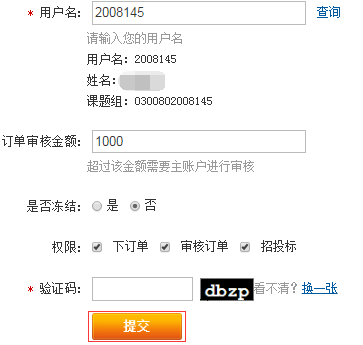 * 用户名: 2008145 查询
请输入您的用户名
用户名: 2008145
姓名:
课题组: 0300802008145
订单审核金额: 1000
超过该金额需要主账户进行审核
是否冻结: 是 否
权限: 下订单 审核订单 招投标
* 验证码: dbzp 看不清? 换一张
提交